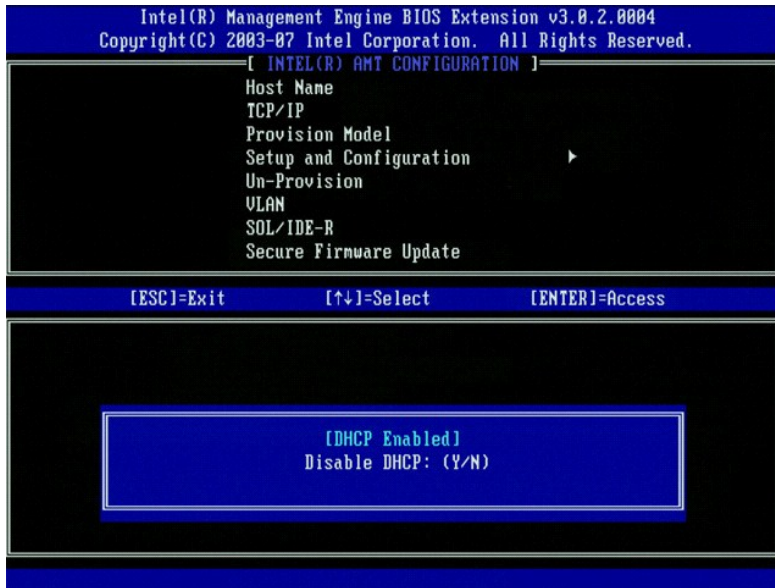 Intel(R) Management Engine BIOS Extension v3.0.2.0004
Copyright(C) 2003-07 Intel Corporation. All Rights Reserved.
[ INTEL(R) AMT CONFIGURATION ]
Host Name
TCP/IP
Provision Model
Setup and Configuration
Un-Provision
VLAN
SOL/IDE-R
Secure Firmware Update
[ESC]=Exit [↑↓]=Select [ENTER]=Access
[DHCP Enabled]
Disable DHCP: (Y/N)